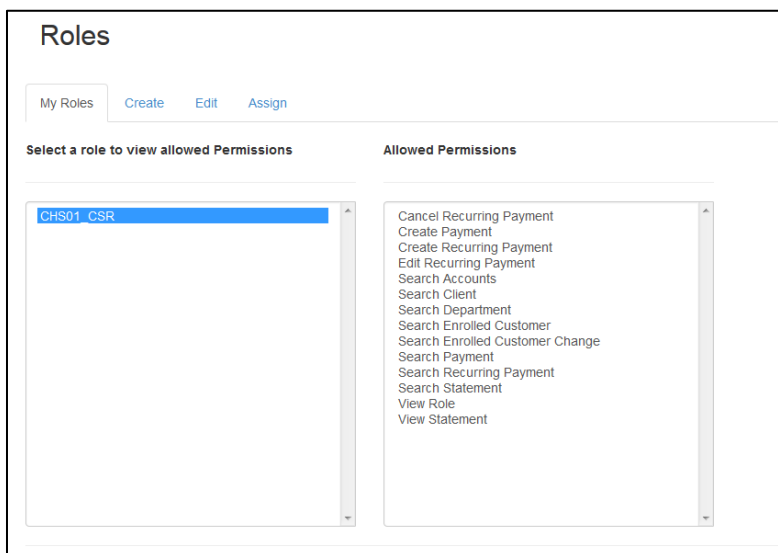 Roles
My Roles Create Edit Assign
Select a role to view allowed Permissions
CHS01_CSR
Allowed Permissions
Cancel Recurring Payment
Create Payment
Create Recurring Payment
Edit Recurring Payment
Search Accounts
Search Client
Search Department
Search Enrolled Customer
Search Enrolled Customer Change
Search Payment
Search Recurring Payment
Search Statement
View Role
View Statement